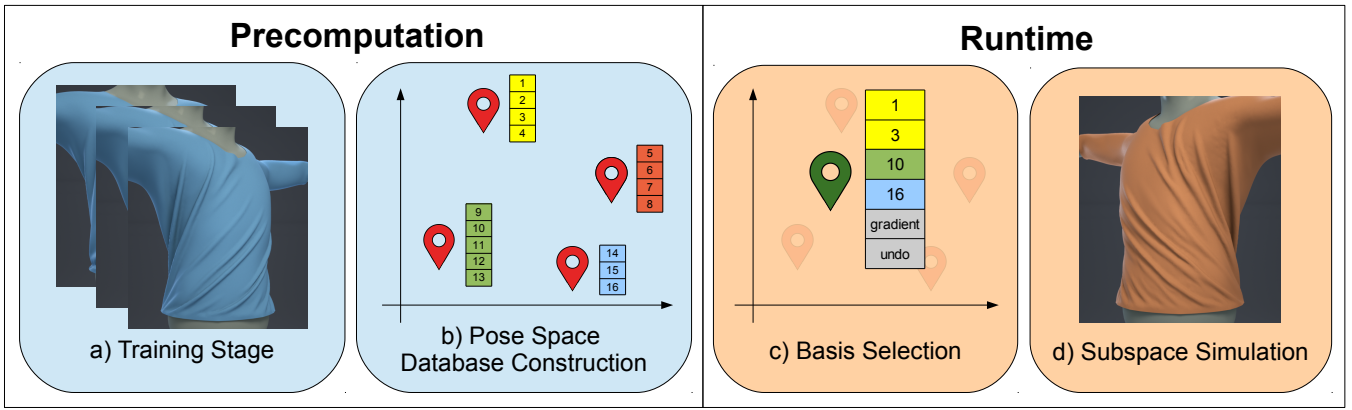 Precomputation
Runtime
1
2
3
4
5
6
7
8
9
10
11
12
13
14
15
16
a) Training Stage
b) Pose Space
Database Construction
1
3
10
16
gradient
undo
c) Basis Selection
d) Subspace Simulation